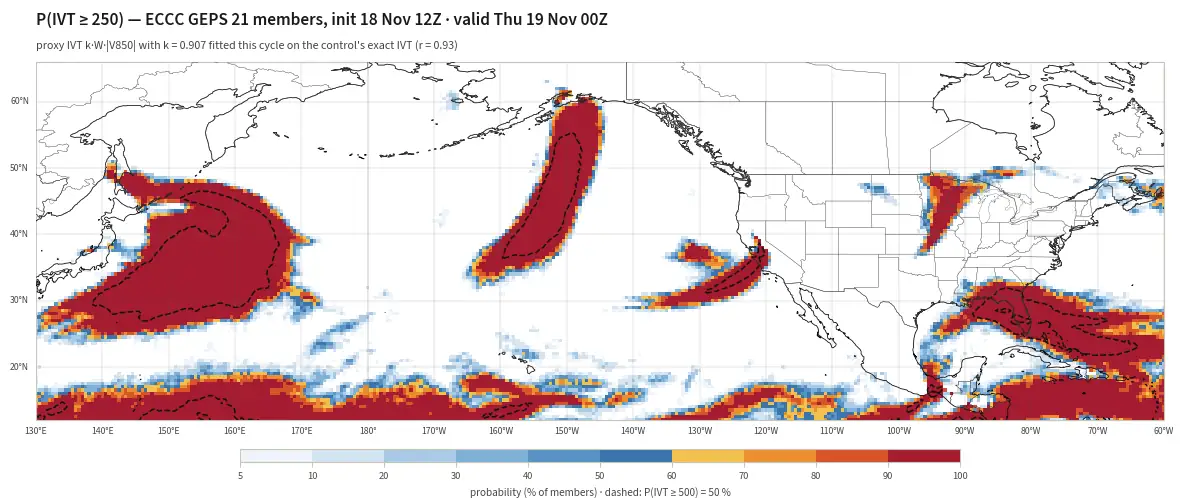 P(IVT ≥ 250) — ECCC GEPS 21 members, init 18 Nov 12Z · valid Thu 19 Nov 00Z
proxy IVT k·W·|V850| with k = 0.907 fitted this cycle on the control's exact IVT (r = 0.93)
60°N
50°N
40°N
30°N
20°N
130°E 140°E 150°E 160°E 170°E 180° 170°W 160°W 150°W 140°W 130°W 120°W 110°W 100°W 90°W 80°W 70°W 60°W
5 10 20 30 40 50 60 70 80 90 100
probability (% of members) · dashed: P(IVT ≥ 500) = 50 %